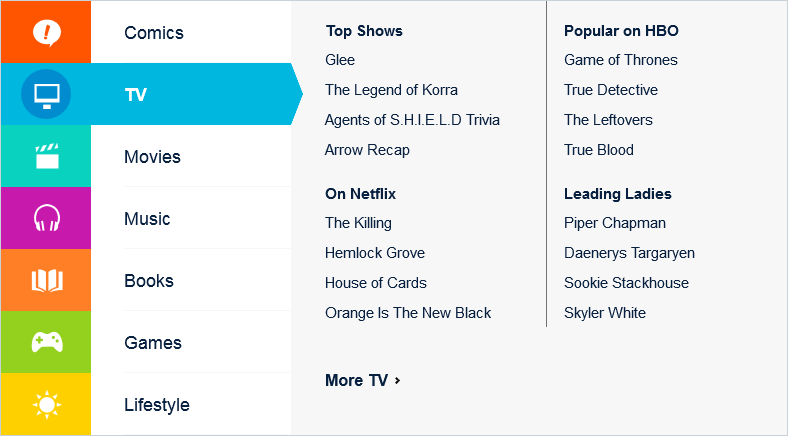 Comics
TV
Movies
Music
Books
Games
Lifestyle
Top Shows
Glee
The Legend of Korra
Agents of S.H.I.E.L.D Trivia
Arrow Recap
On Netflix
The Killing
Hemlock Grove
House of Cards
Orange Is The New Black
Popular on HBO
Game of Thrones
True Detective
The Leftovers
True Blood
Leading Ladies
Piper Chapman
Daenerys Targaryen
Sookie Stackhouse
Skyler White
More TV ›